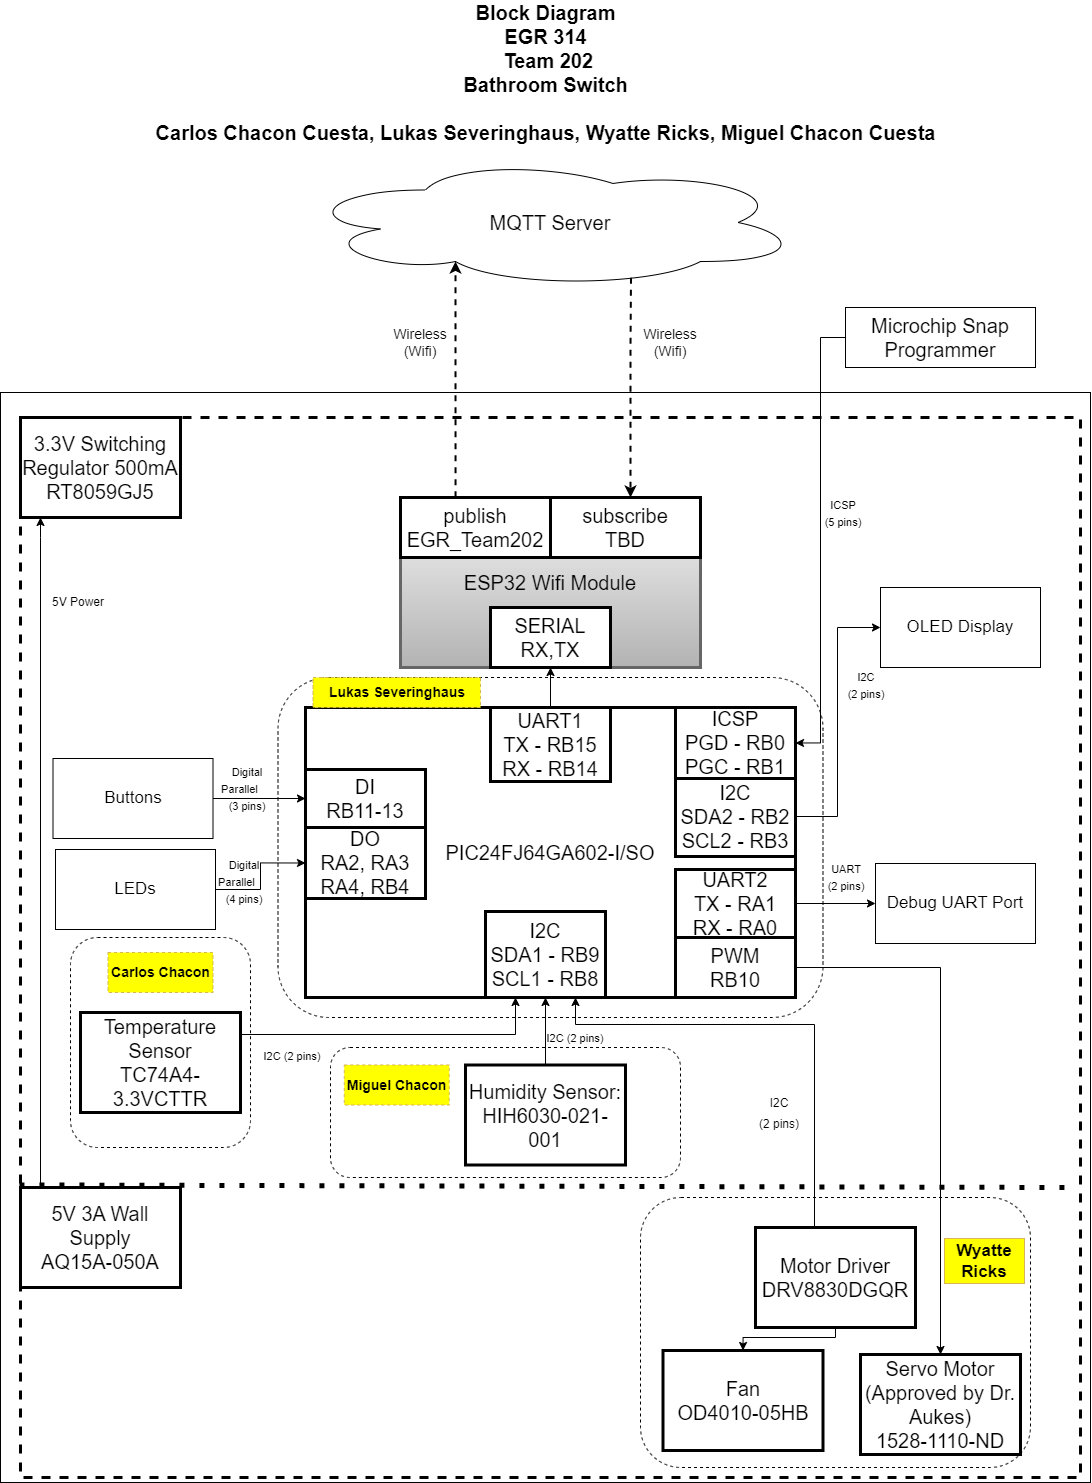 Block Diagram
EGR 314
Team 202
Bathroom Switch
Carlos Chacon Cuesta, Lukas Severinghaus, Wyatte Ricks, Miguel Chacon Cuesta
MQTT Server
Wireless
(Wifi)
Wireless
(Wifi)
Microchip Snap
Programmer
3.3V Switching
Regulator 500mA
RT8059GJ5
ICSP
(5 pins)
publish
EGR_Team202
subscribe
TBD
ESP32 Wifi Module
SERIAL
RX,TX
5V Power
OLED Display
I2C
(2 pins)
Lukas Severinghaus
UART1
TX - RB15
RX - RB14
ICSP
PGD - RB0
PGC - RB1
I2C
SDA2 - RB2
SCL2 - RB3
Buttons
Digital
Parallel
(3 pins)
DI
RB11-13
DO
RA2, RA3
RA4, RB4
PIC24FJ64GA602-I/SO
LEDs
Digital
Parallel
(4 pins)
UART
(2 pins)
UART2
TX - RA1
RX - RA0
Debug UART Port
PWM
RB10
I2C
SDA1 - RB9
SCL1 - RB8
Carlos Chacon
Temperature
Sensor
TC74A4-
3.3VCTTR
I2C (2 pins)
I2C (2 pins)
Miguel Chacon
Humidity Sensor:
HIH6030-021-
001
I2C
(2 pins)
5V 3A Wall
Supply
AQ15A-050A
Wyatte
Ricks
Motor Driver
DRV8830DGQR
Fan
OD4010-05HB
Servo Motor
(Approved by Dr.
Aukes)
1528-1110-ND